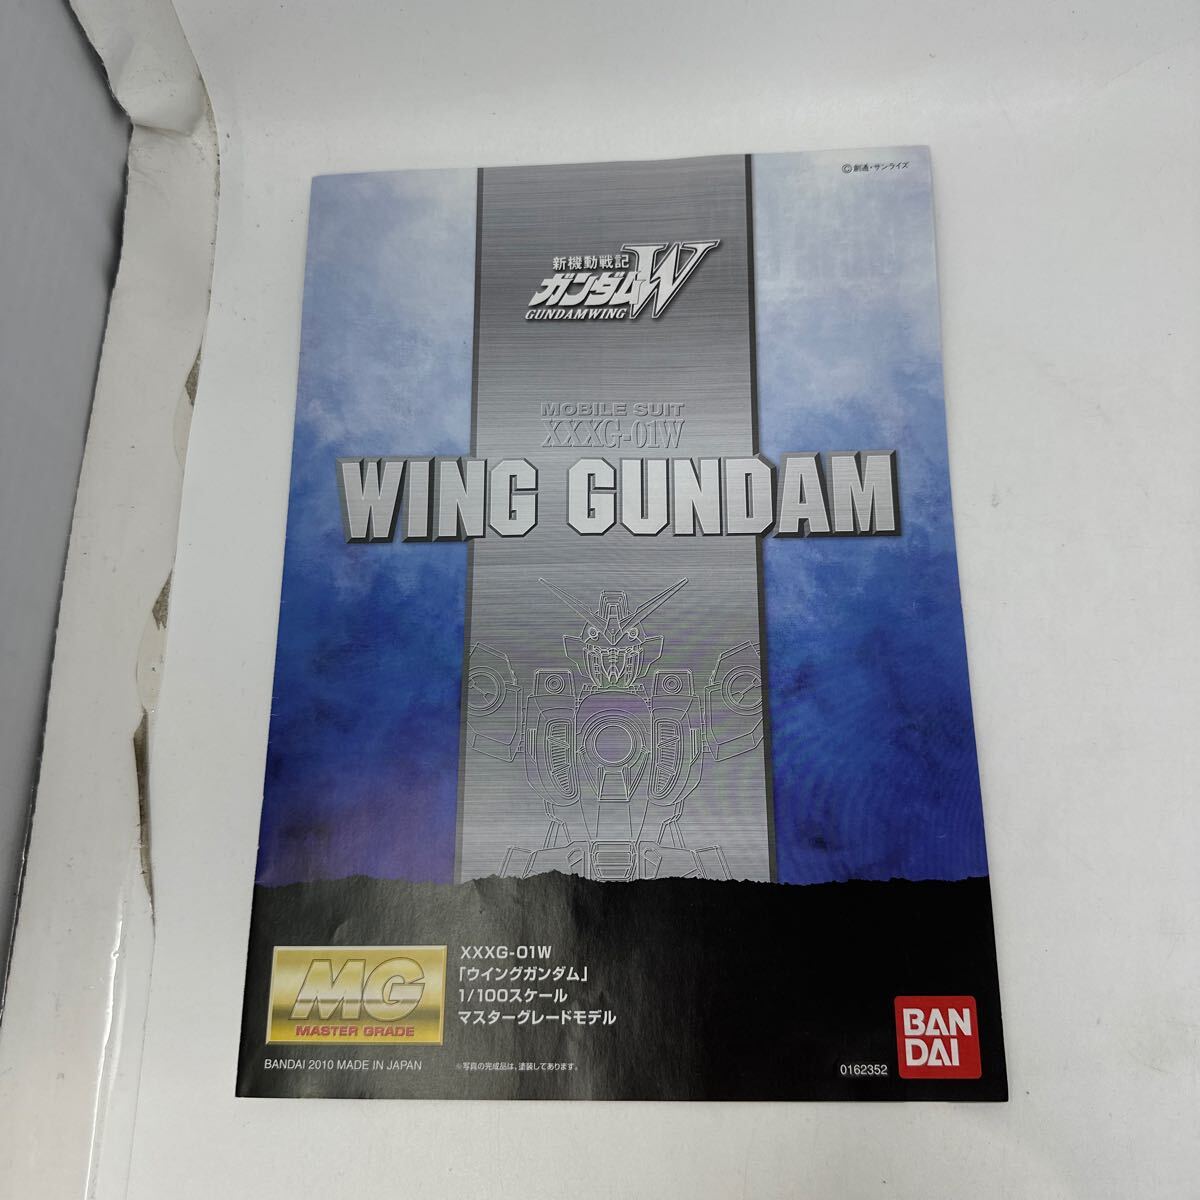 ©創通・サンライズ
新機動戦記
ガンダムW
GUNDAMWING
MOBILE SUIT
XXXG-01W
WING GUNDAM
MG
MASTER GRADE
XXXG-01W
「ウイングガンダム」
1/100スケール
マスターグレードモデル
BANDAI 2010 MADE IN JAPAN
※写真の完成品は、塗装してあります。
0162352
BAN
DAI